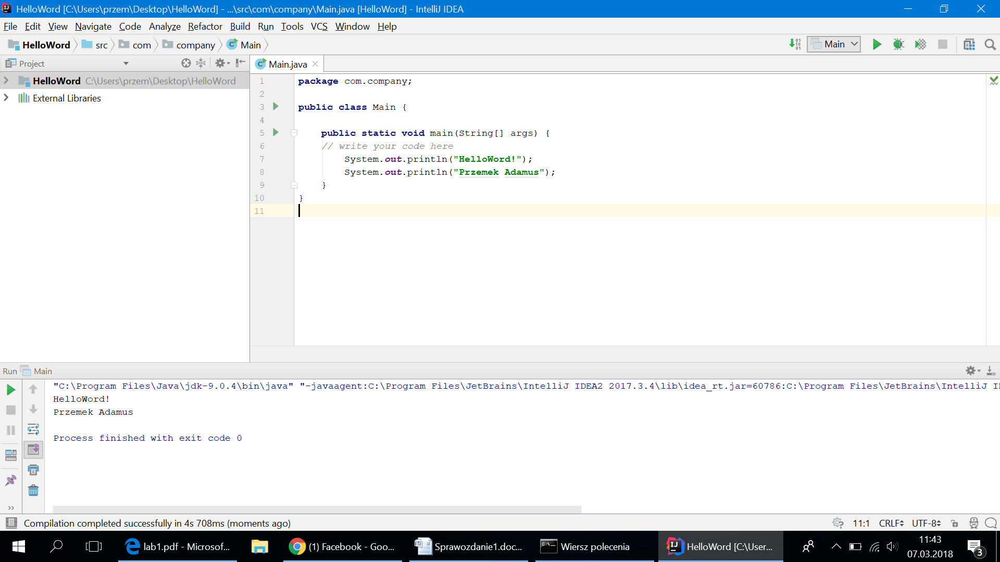 HelloWord [C:\Users\przem\Desktop\HelloWord] - ...\src\com\company\Main.java [HelloWord] - IntelliJ IDEA
File Edit View Navigate Code Analyze Refactor Build Run Tools VCS Window Help
HelloWord src com company Main
Main
Project
Main.java
HelloWord C:\Users\przem\Desktop\HelloWord
External Libraries
1 package com.company;
2
3 public class Main {
4
5 public static void main(String[] args) {
6 // write your code here
7 System.out.println("HelloWord!");
8 System.out.println("Przemek Adamus");
9 }
10 }
11
Run Main
"C:\Program Files\Java\jdk-9.0.4\bin\java" "-javaagent:C:\Program Files\JetBrains\IntelliJ IDEA2 2017.3.4\lib\idea_rt.jar=60786:C:\Program Files\JetBrains\IntelliJ
HelloWord!
Przemek Adamus
Process finished with exit code 0
Compilation completed successfully in 4s 708ms (moments ago)
11:1 CRLF UTF-8
lab1.pdf - Microsof...
(1) Facebook - Goo...
Sprawozdanie1.doc...
Wiersz polecenia
HelloWord [C:\User...
11:43
07.03.2018
3